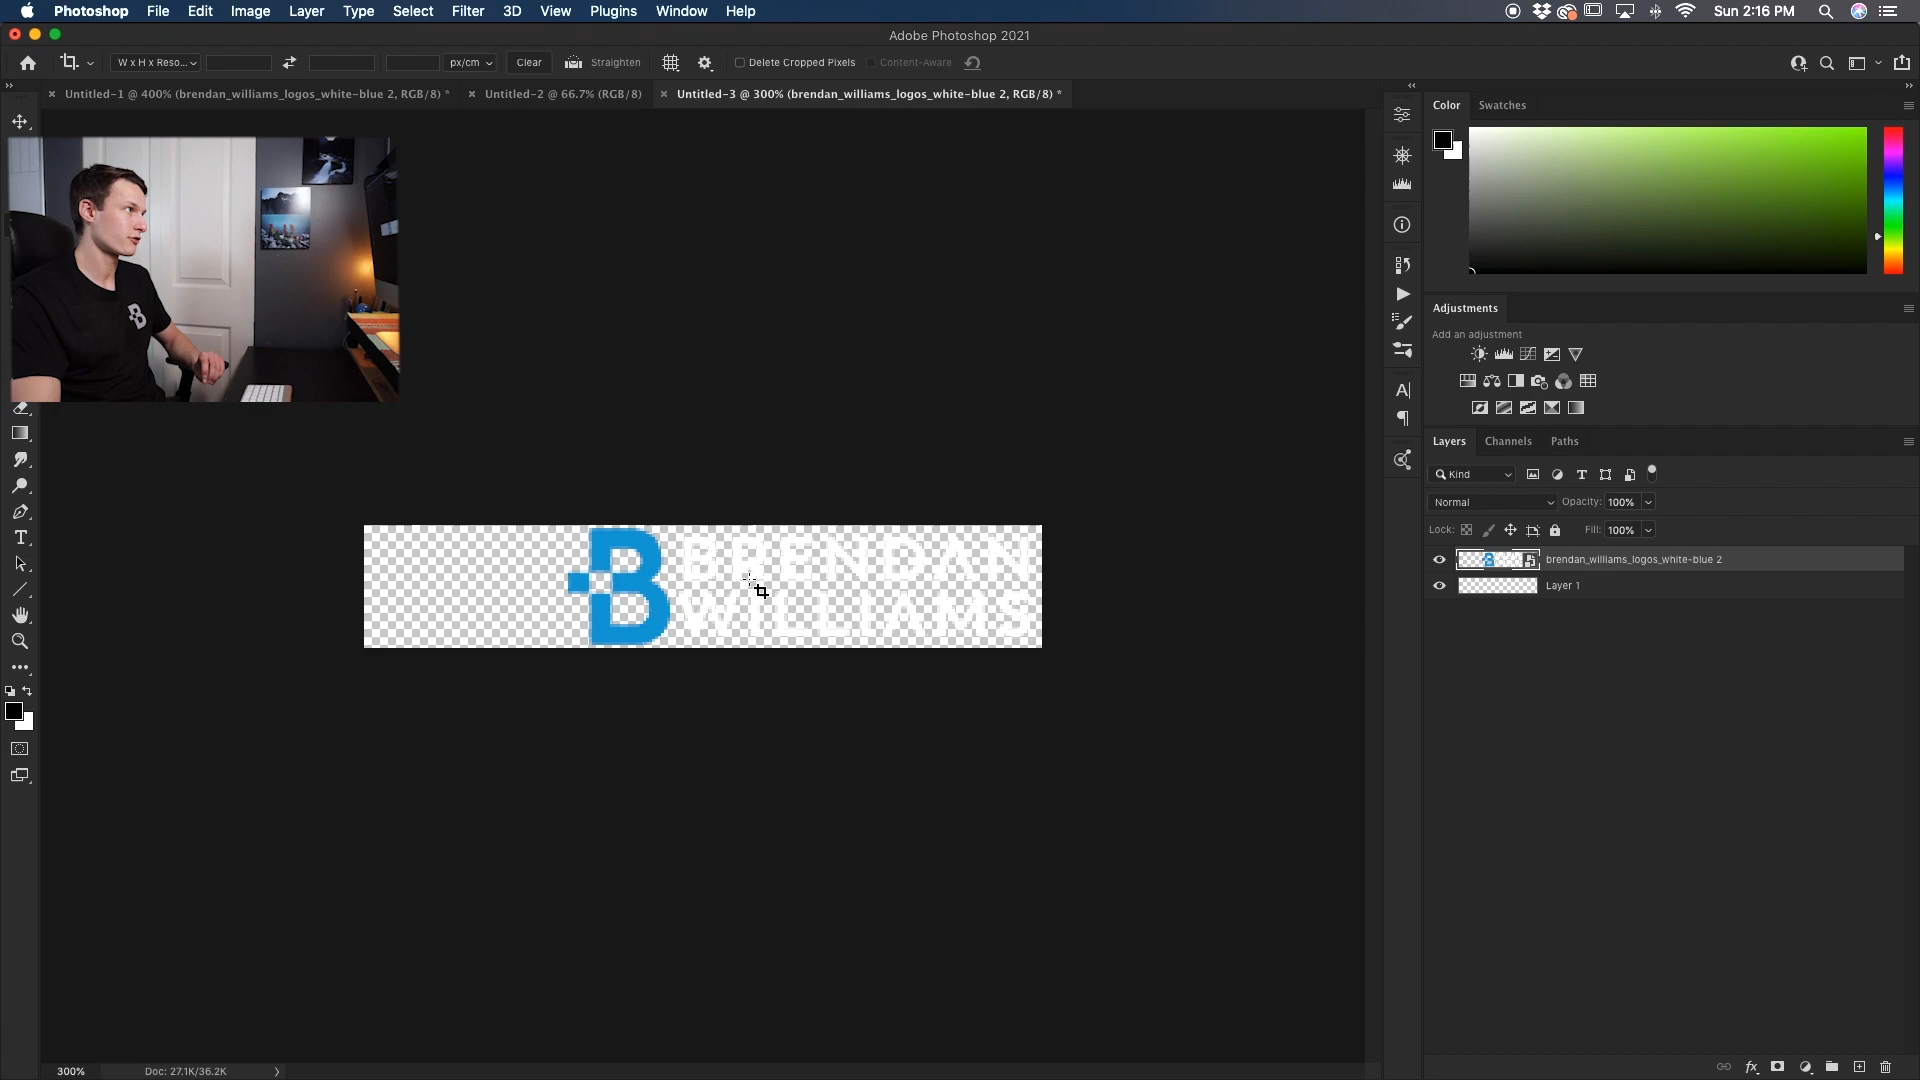 Photoshop File Edit Image Layer Type Select Filter 3D View Plugins Window Help
Sun 2:16 PM
Adobe Photoshop 2021
W x H x Reso...
px/cm
Clear
Straighten
Delete Cropped Pixels
Content-Aware
Untitled-1 @ 400% (brendan_williams_logos_white-blue 2, RGB/8) *
Untitled-2 @ 66.7% (RGB/8)
Untitled-3 @ 300% (brendan_williams_logos_white-blue 2, RGB/8) *
Color Swatches
Adjustments
Add an adjustment
Layers Channels Paths
Kind
Normal
Opacity: 100%
Lock:
Fill: 100%
brendan_williams_logos_white-blue 2
Layer 1
B BRENDAN
WILLIAMS
300%
Doc: 27.1K/36.2K